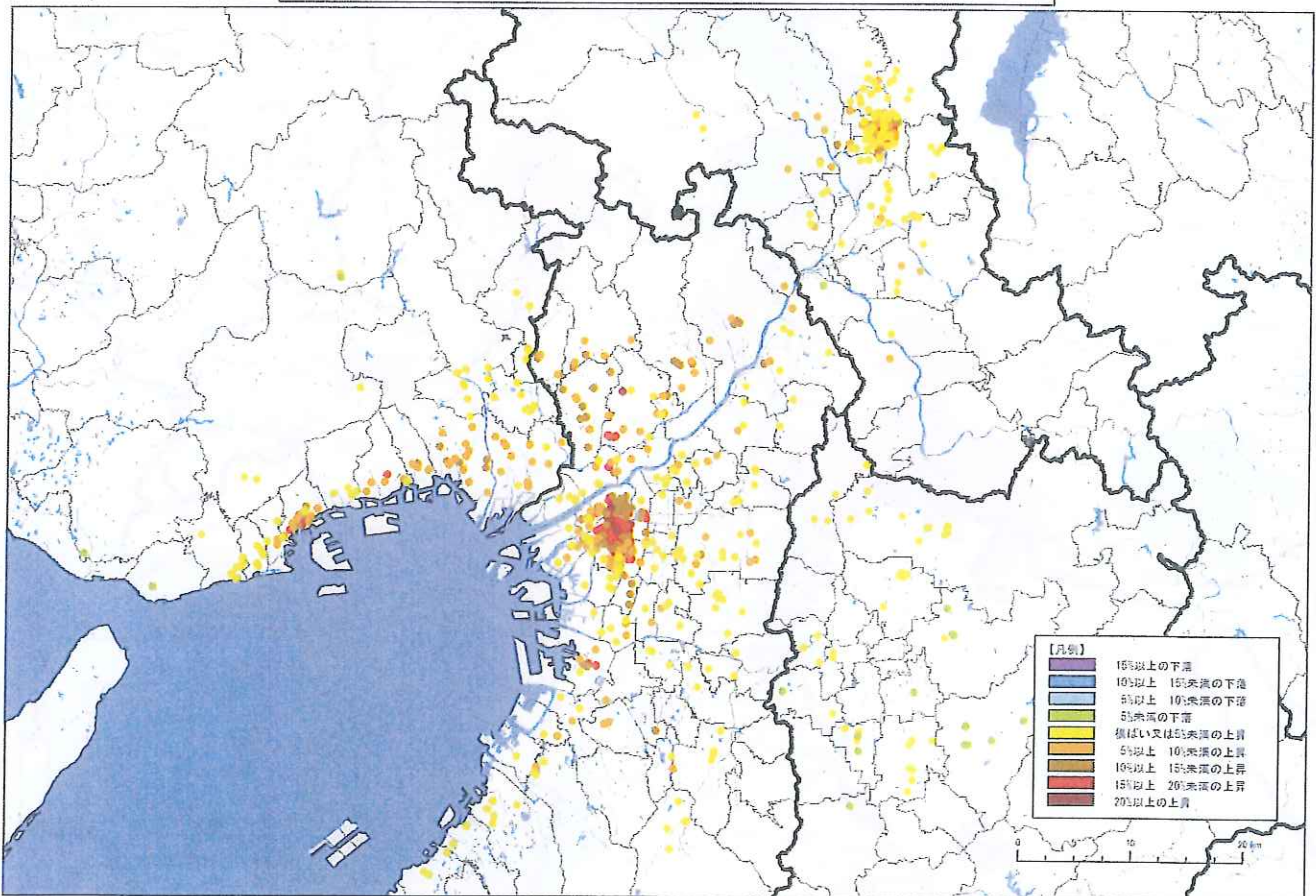 【凡例】
15%以上の下落
10%以上 15%未満の下落
5%以上 10%未満の下落
5%未満の下落
横ばい又は5%未満の上昇
5%以上 10%未満の上昇
10%以上 15%未満の上昇
15%以上 20%未満の上昇
20%以上の上昇
0 5 10 20 km